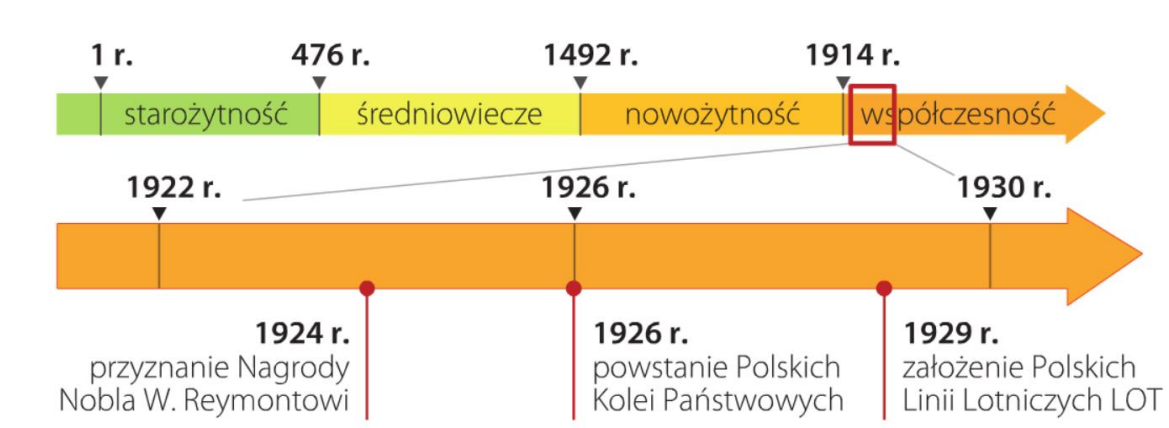 1 r. 476 r. 1492 r. 1914 r.
starożytność średniowiecze nowożytność współczesność
1922 r. 1926 r. 1930 r.
1924 r.
przyznanie Nagrody
Nobla W. Reymontowi
1926 r.
powstanie Polskich
Kolei Państwowych
1929 r.
założenie Polskich
Linii Lotniczych LOT